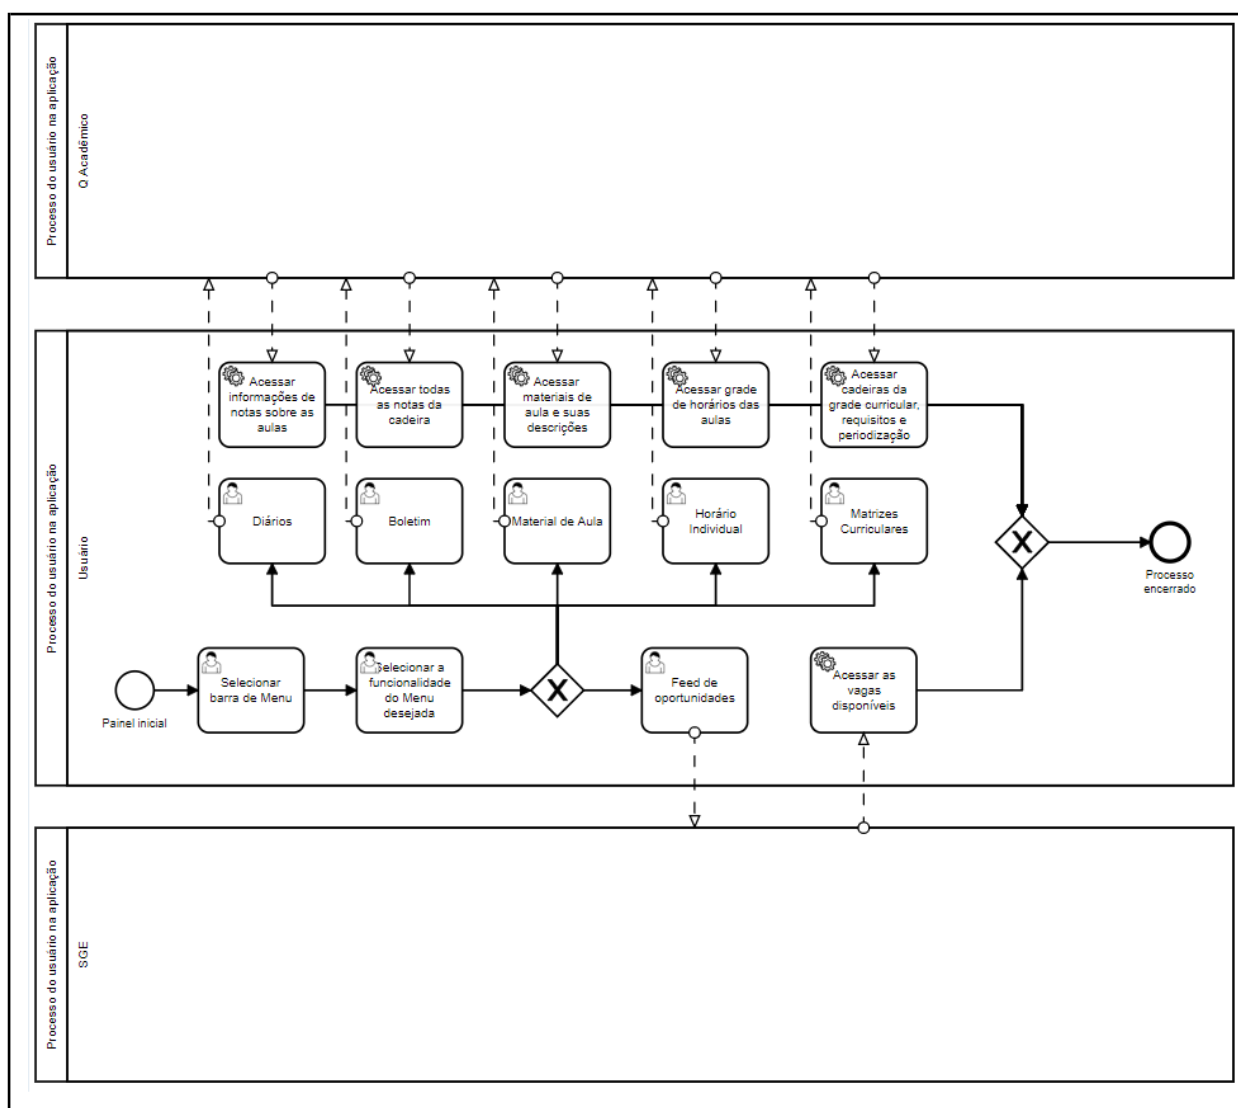 Processo do usuário na aplicação
Q Acadêmico
Processo do usuário na aplicação
Usuário
Acessar
informações de
notas sobre as
aulas
Acessar todas
as notas da
cadeira
Acessar
materiais de
aula e suas
descrições
Acessar grade
de horários das
aulas
Acessar
cadeiras da
grade curricular,
requisitos e
periodização
Diários
Boletim
Material de Aula
Horário
Individual
Matrizes
Curriculares
Processo
encerrado
Painel inicial
Selecionar
barra de Menu
Selecionar a
funcionalidade
do Menu
desejada
Feed de
oportunidades
Acessar as
vagas
disponíveis
Processo do usuário na aplicação
SGE